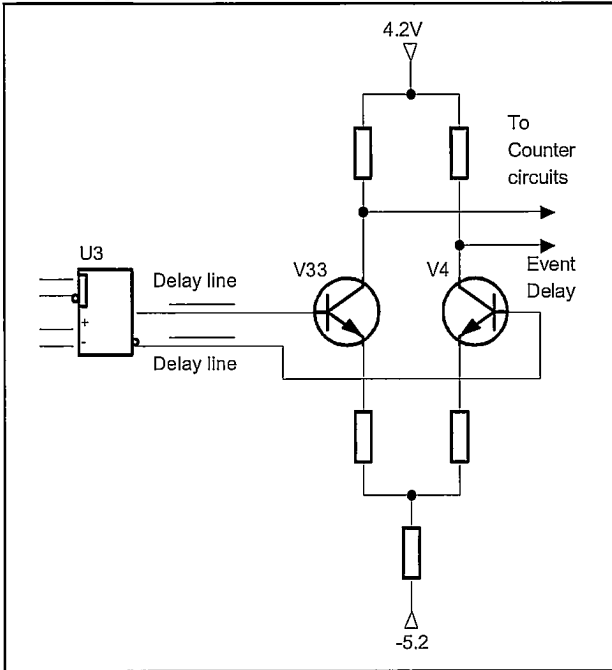 4.2V
To
Counter
circuits
U3
Delay line
V33
V4
Event
Delay
+
-
Delay line
-5.2